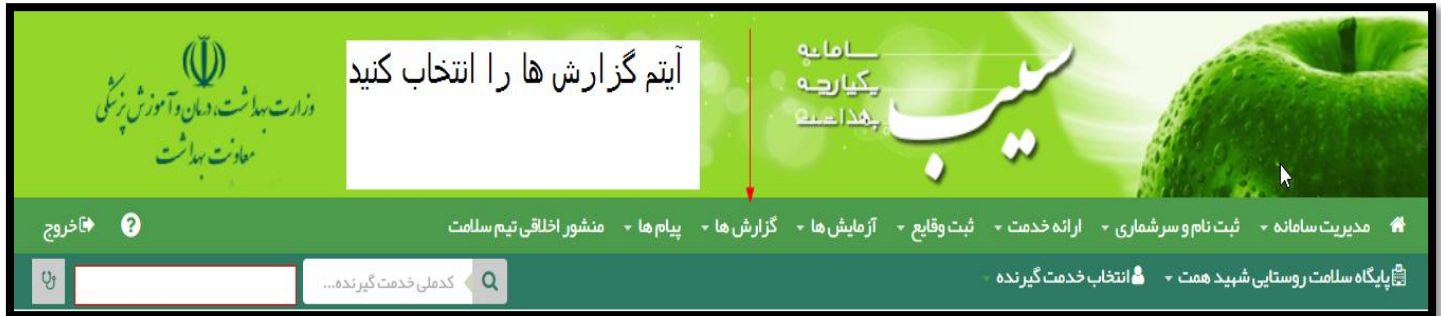 سامانه
یکپارچه
بهداشت
سیب
آیتم گزارش ها را انتخاب کنید
وزارت بهداشت، درمان و آموزش پزشکی
معاونت بهداشت
مدیریت سامانه ثبت نام و سرشماری ارائه خدمت ثبت وقایع آزمایش ها گزارش ها پیام ها منشور اخلاقی تیم سلامت ? خروج
پایگاه سلامت روستایی شهید همت انتخاب خدمت گیرنده کدملی خدمت گیرنده...